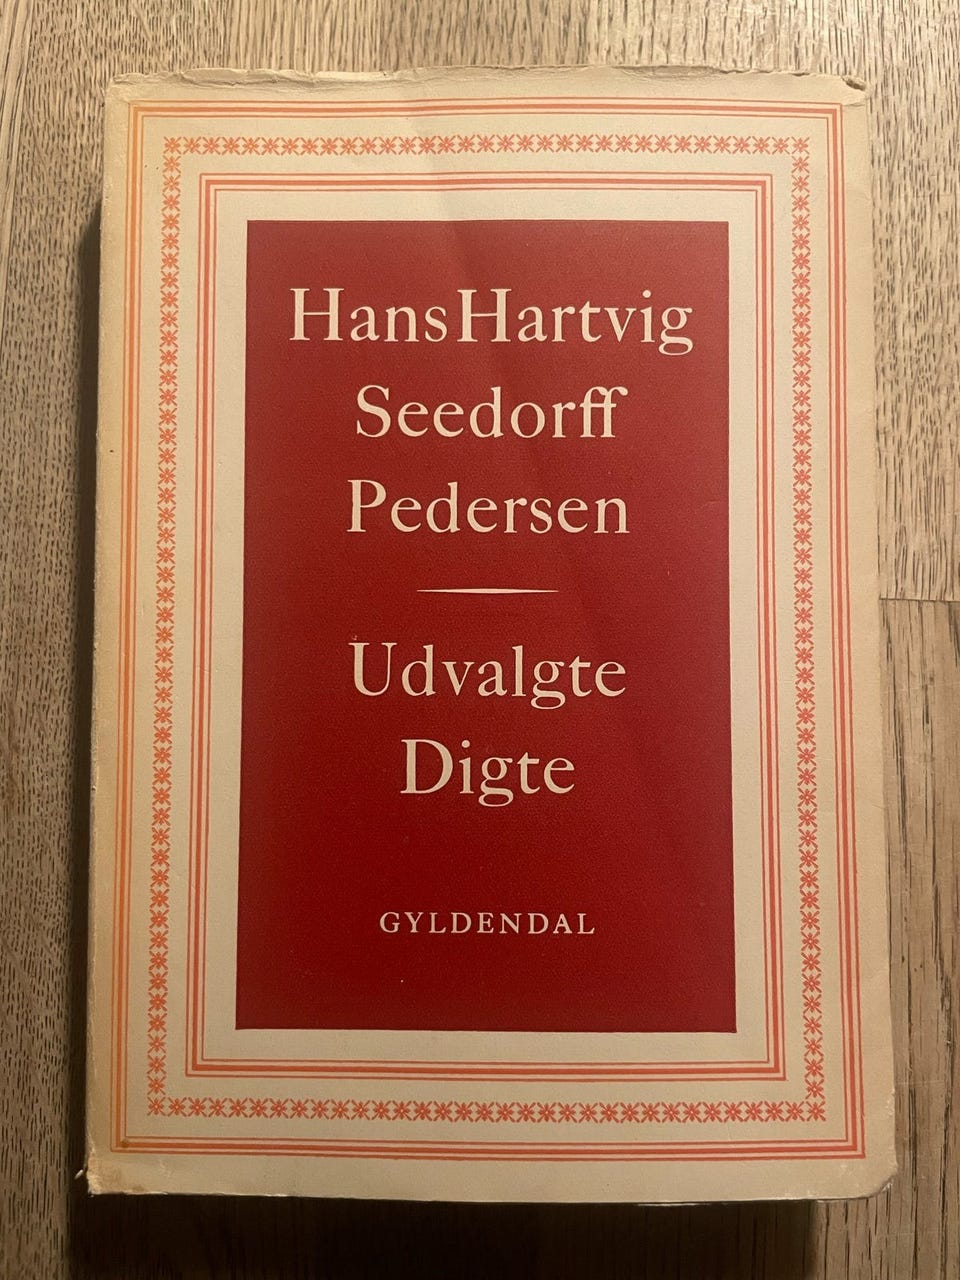 Hans Hartvig
Seedorff
Pedersen
Udvalgte
Digte
GYLDENDAL